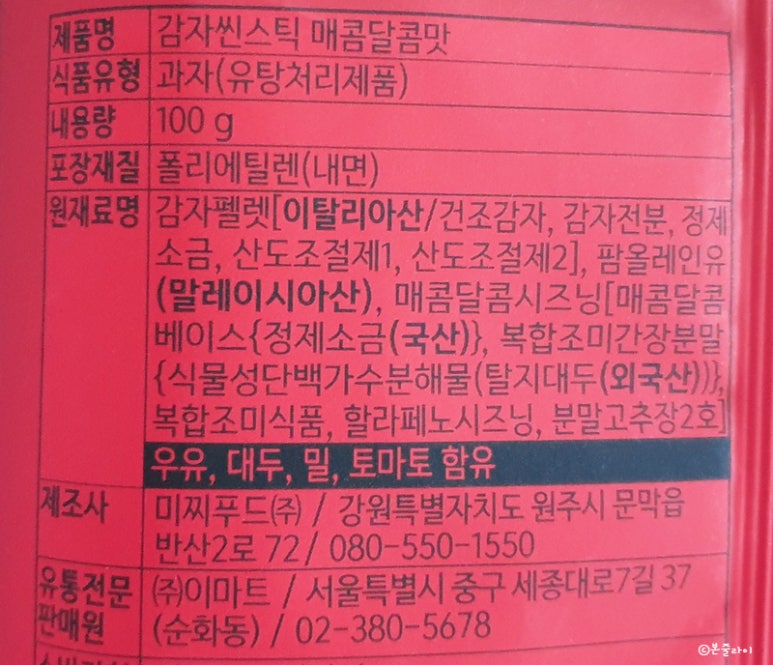 제품명 감자씬스틱 매콤달콤맛
식품유형 과자(유탕처리제품)
내용량 100 g
포장재질 폴리에틸렌(내면)
원재료명 감자펠렛[이탈리아산/건조감자, 감자전분, 정제
소금, 산도조절제1, 산도조절제2], 팜올레인유
(말레이시아산), 매콤달콤시즈닝[매콤달콤
베이스{정제소금(국산)}, 복합조미간장분말
{식물성단백가수분해물(탈지대두(외국산))},
복합조미식품, 할라페노시즈닝, 분말고추장2호]
우유, 대두, 밀, 토마토 함유
제조사 미찌푸드㈜ / 강원특별자치도 원주시 문막읍
반산2로 72/ 080-550-1550
유통전문 ㈜이마트 / 서울특별시 중구 세종대로7길 37
판매원 (순화동) / 02-380-5678
©본줄라이